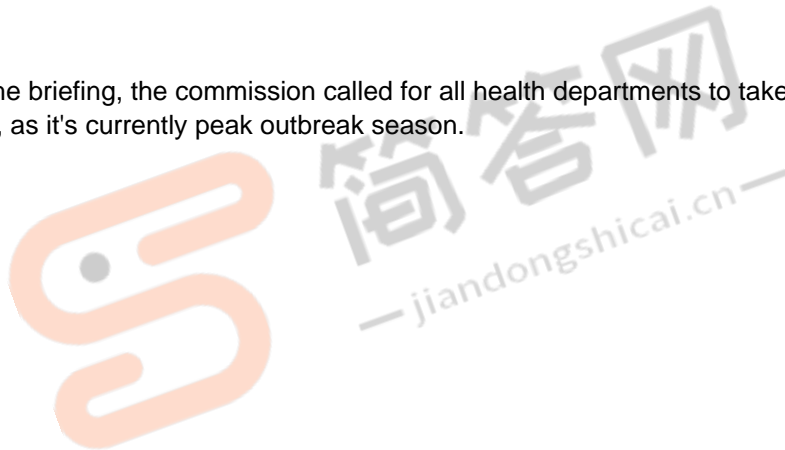 ne briefing, the commission called for all health departments to take
, as it's currently peak outbreak season.
简答网
jiandongshicai.cn